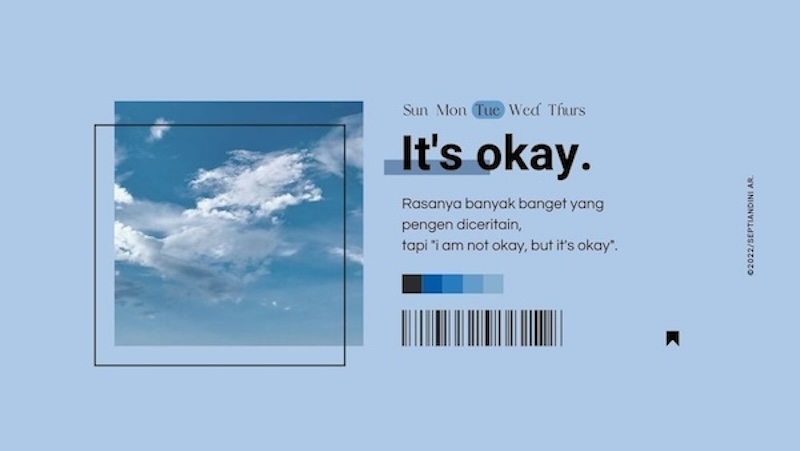 Sun Mon Tue Wed Thurs
It's okay.
Rasanya banyak banget yang
pengen diceritain,
tapi "i am not okay, but it's okay".
©2022/SEPTIANDINI AR.